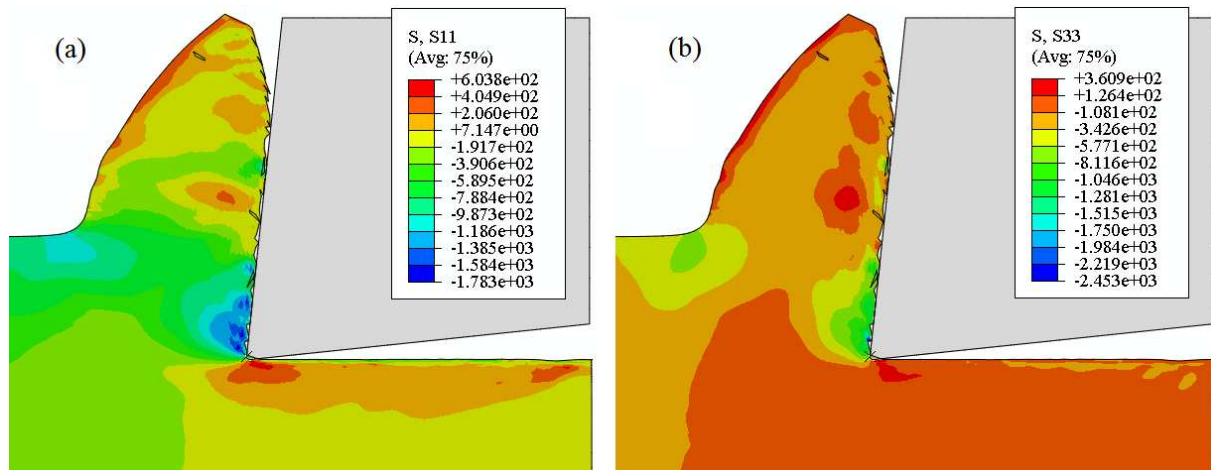 (a)
S, S11
(Avg: 75%)
+6.038e+02
+4.049e+02
+2.060e+02
+7.147e+00
-1.917e+02
-3.906e+02
-5.895e+02
-7.884e+02
-9.873e+02
-1.186e+03
-1.385e+03
-1.584e+03
-1.783e+03
(b)
S, S33
(Avg: 75%)
+3.609e+02
+1.264e+02
-1.081e+02
-3.426e+02
-5.771e+02
-8.116e+02
-1.046e+03
-1.281e+03
-1.515e+03
-1.750e+03
-1.984e+03
-2.219e+03
-2.453e+03